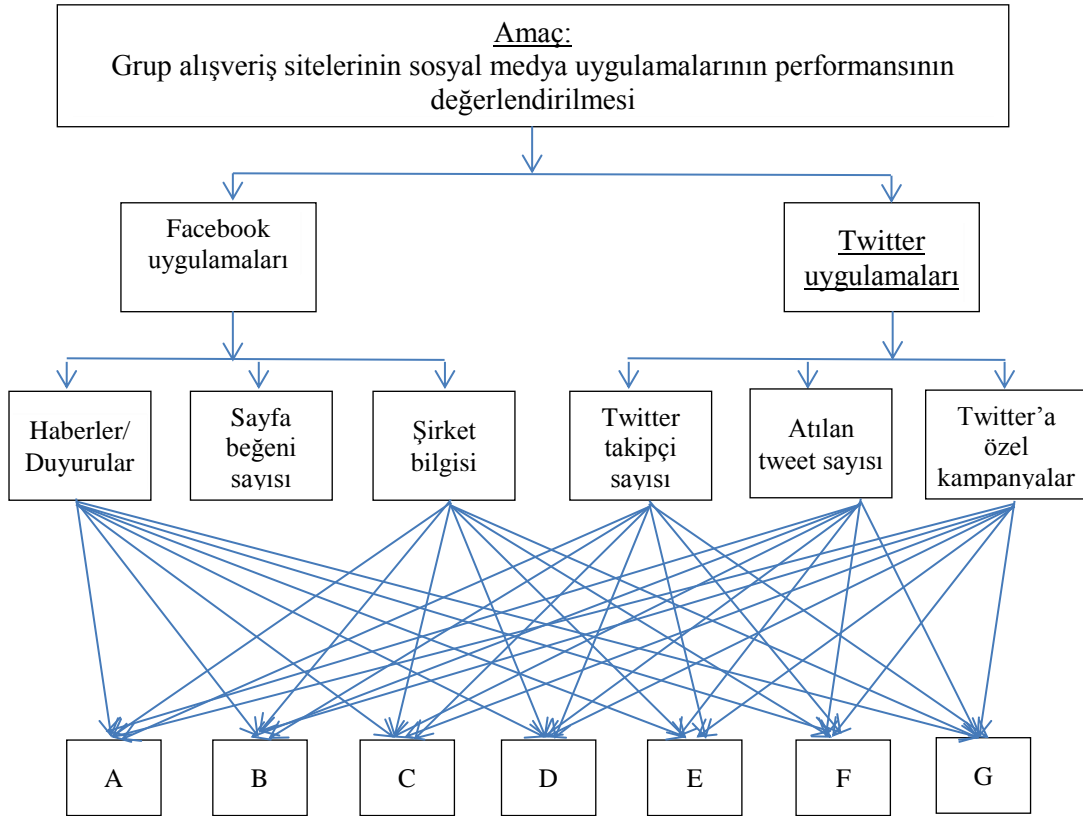 Amaç:
Grup alışveriş sitelerinin sosyal medya uygulamalarının performansının
değerlendirilmesi
Facebook
uygulamaları
Twitter
uygulamaları
Haberler/
Duyurular
Sayfa
beğeni
sayısı
Şirket
bilgisi
Twitter
takipçi
sayısı
Atılan
tweet sayısı
Twitter’a
özel
kampanyalar
A
B
C
D
E
F
G